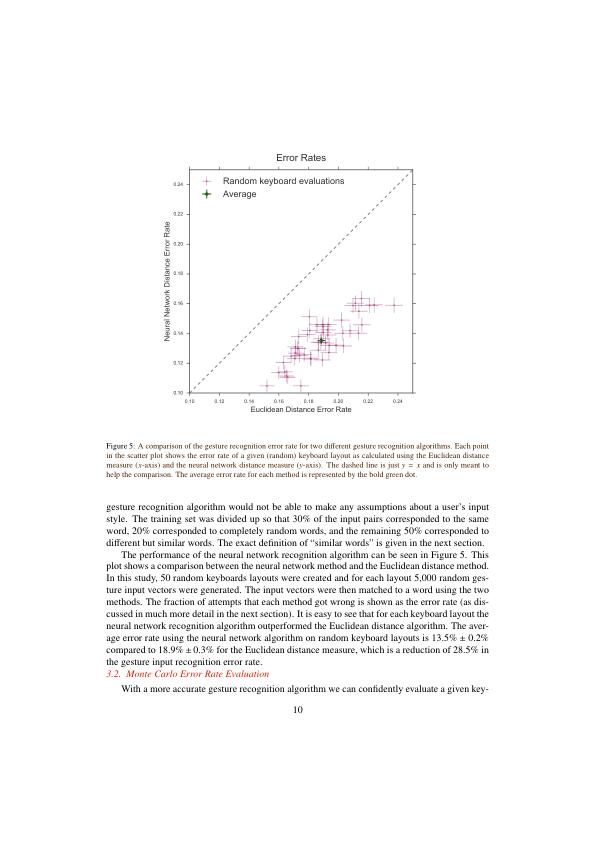 Error Rates
Random keyboard evaluations
Average
0.24
0.22
0.20
0.18
0.16
0.14
0.12
0.10
Neural Network Distance Error Rate
0.10 0.12 0.14 0.16 0.18 0.20 0.22 0.24
Euclidean Distance Error Rate
Figure 5: A comparison of the gesture recognition error rate for two different gesture recognition algorithms. Each point
in the scatter plot shows the error rate of a given (random) keyboard layout as calculated using the Euclidean distance
measure (x-axis) and the neural network distance measure (y-axis). The dashed line is just y = x and is only meant to
help the comparison. The average error rate for each method is represented by the bold green dot.
gesture recognition algorithm would not be able to make any assumptions about a user's input
style. The training set was divided up so that 30% of the input pairs corresponded to the same
word, 20% corresponded to completely random words, and the remaining 50% corresponded to
different but similar words. The exact definition of “similar words” is given in the next section.
The performance of the neural network recognition algorithm can be seen in Figure 5. This
plot shows a comparison between the neural network method and the Euclidean distance method.
In this study, 50 random keyboards layouts were created and for each layout 5,000 random ges-
ture input vectors were generated. The input vectors were then matched to a word using the two
methods. The fraction of attempts that each method got wrong is shown as the error rate (as dis-
cussed in much more detail in the next section). It is easy to see that for each keyboard layout the
neural network recognition algorithm outperformed the Euclidean distance algorithm. The aver-
age error rate using the neural network algorithm on random keyboard layouts is 13.5% ± 0.2%
compared to 18.9% ± 0.3% for the Euclidean distance measure, which is a reduction of 28.5% in
the gesture input recognition error rate.
3.2. Monte Carlo Error Rate Evaluation
With a more accurate gesture recognition algorithm we can confidently evaluate a given key-
10